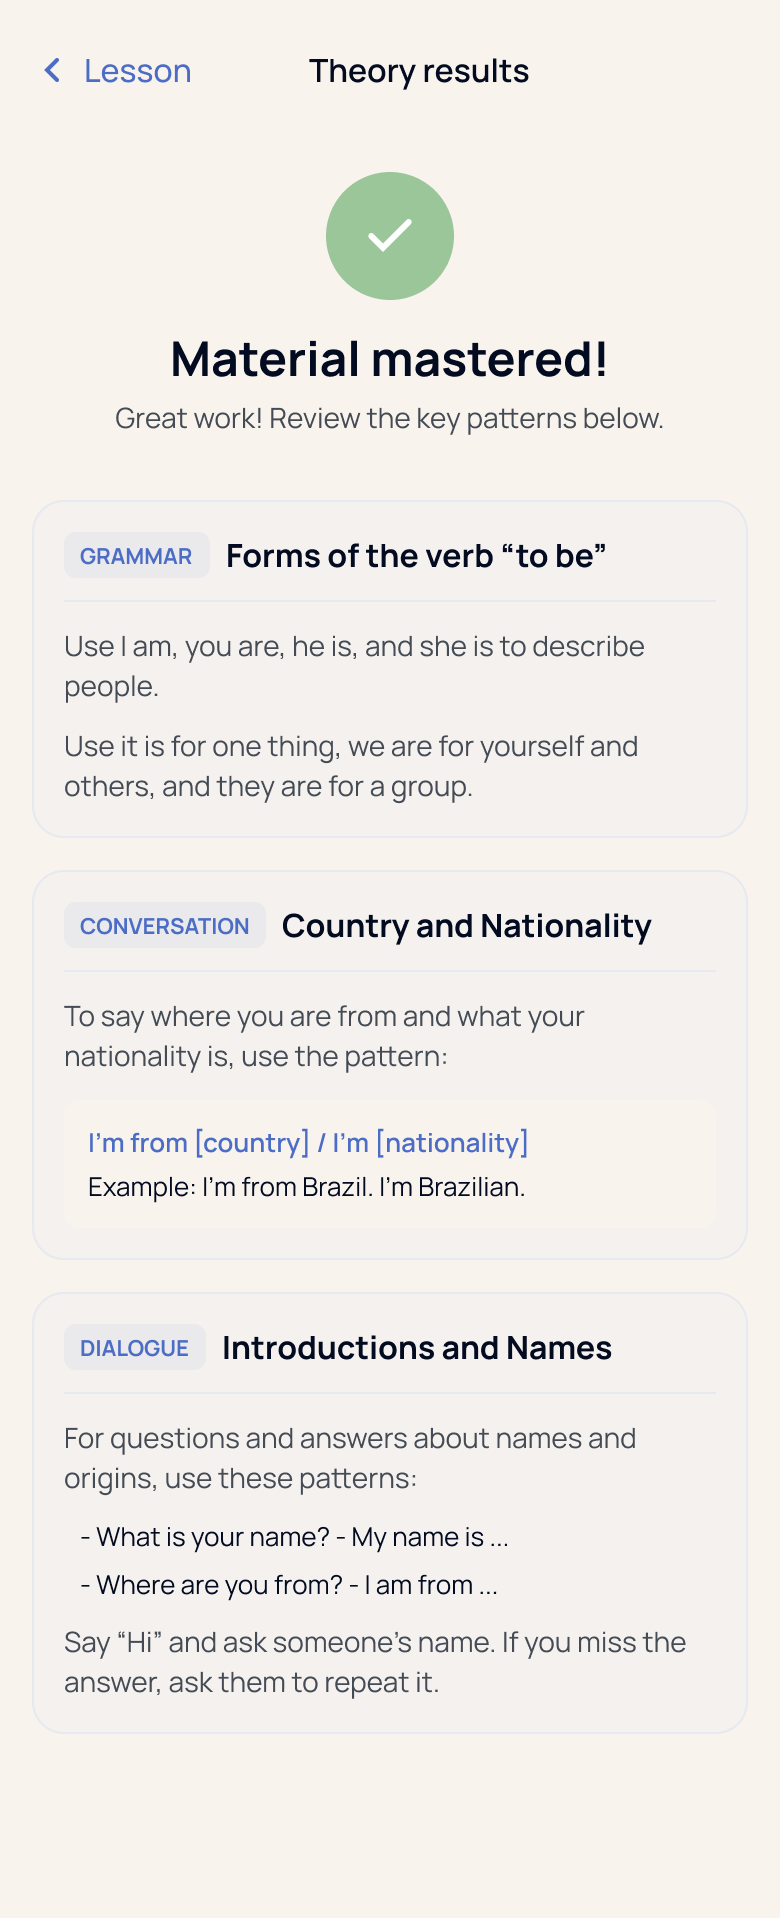 Lesson
Theory results
Material mastered!
Great work! Review the key patterns below.
GRAMMAR
Forms of the verb “to be”
Use I am, you are, he is, and she is to describe
people.
Use it is for one thing, we are for yourself and
others, and they are for a group.
CONVERSATION
Country and Nationality
To say where you are from and what your
nationality is, use the pattern:
I’m from [country] / I’m [nationality]
Example: I’m from Brazil. I’m Brazilian.
DIALOGUE
Introductions and Names
For questions and answers about names and
origins, use these patterns:
- What is your name? - My name is ...
- Where are you from? - I am from ...
Say “Hi” and ask someone’s name. If you miss the
answer, ask them to repeat it.